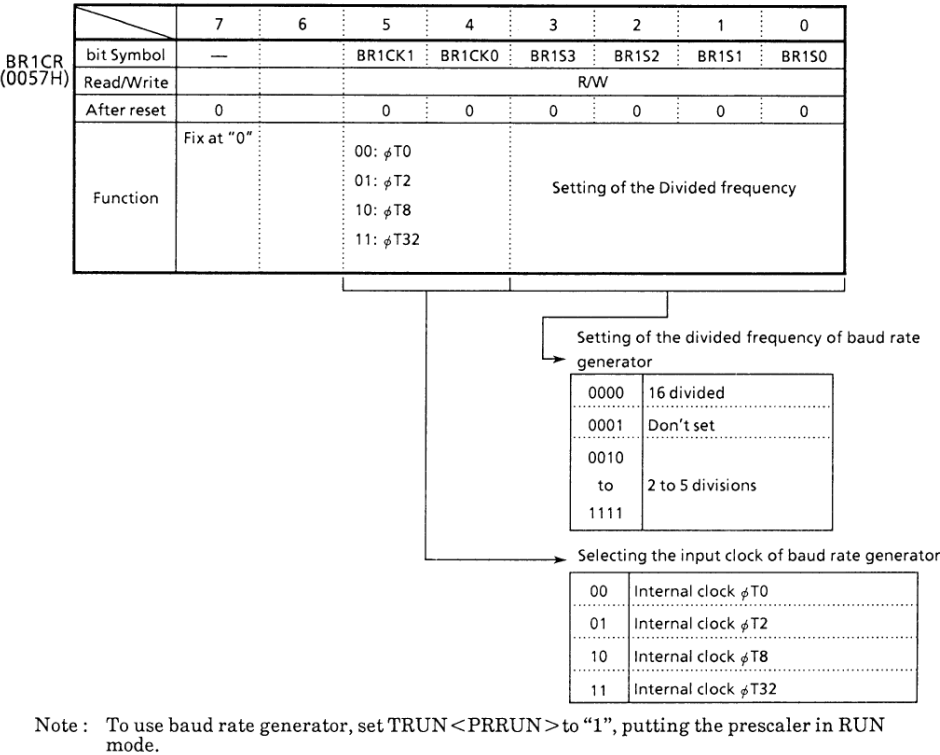 7 6 5 4 3 2 1 0
BR1CR
(0057H)
bit Symbol — BR1CK1 BR1CK0 BR1S3 BR1S2 BR1S1 BR1S0
Read/Write R/W
After reset 0 0 0 0 0 0 0
Function
Fix at "0"
00: ϕT0
01: ϕT2
10: ϕT8
11: ϕT32
Setting of the Divided frequency
Setting of the divided frequency of baud rate
generator
0000 16 divided
0001 Don't set
0010
to 2 to 5 divisions
1111
Selecting the input clock of baud rate generator
00 Internal clock ϕT0
01 Internal clock ϕT2
10 Internal clock ϕT8
11 Internal clock ϕT32
Note : To use baud rate generator, set TRUN <PRRUN> to “1”, putting the prescaler in RUN
mode.